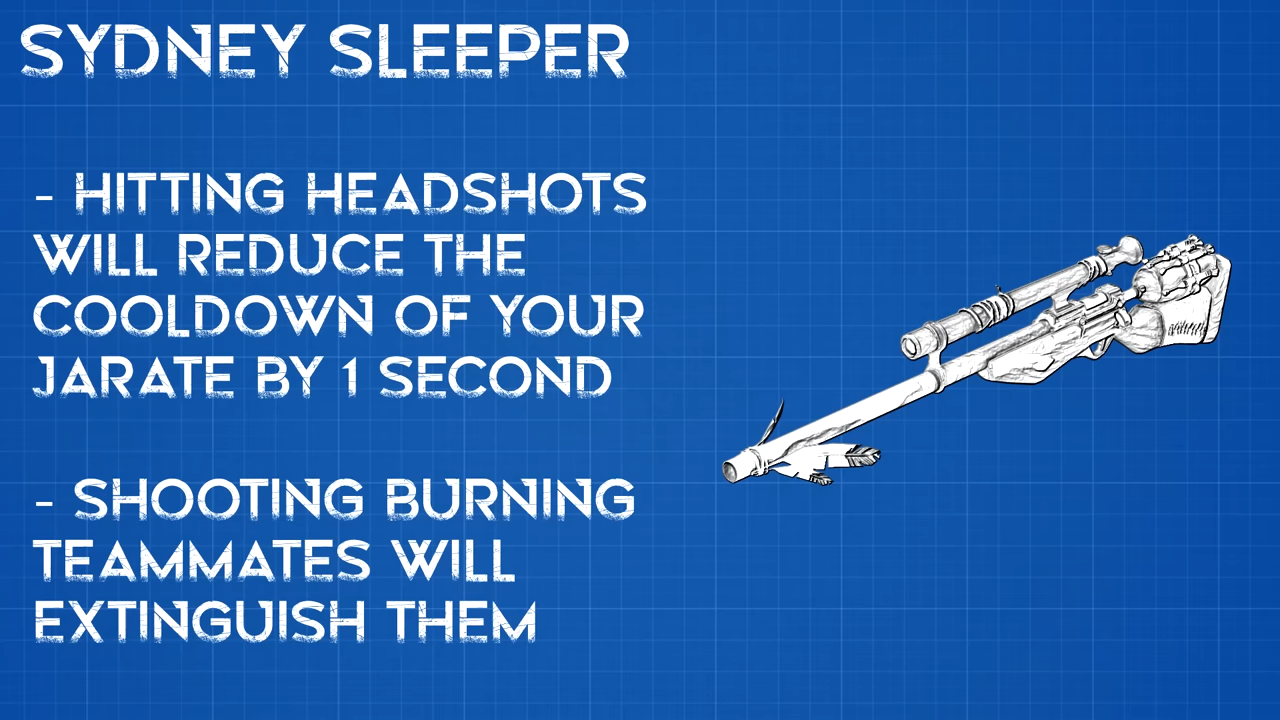 SYDNEY SLEEPER
- HITTING HEADSHOTS
WILL REDUCE THE
COOLDOWN OF YOUR
JARATE BY 1 SECOND
- SHOOTING BURNING
TEAMMATES WILL
EXTINGUISH THEM